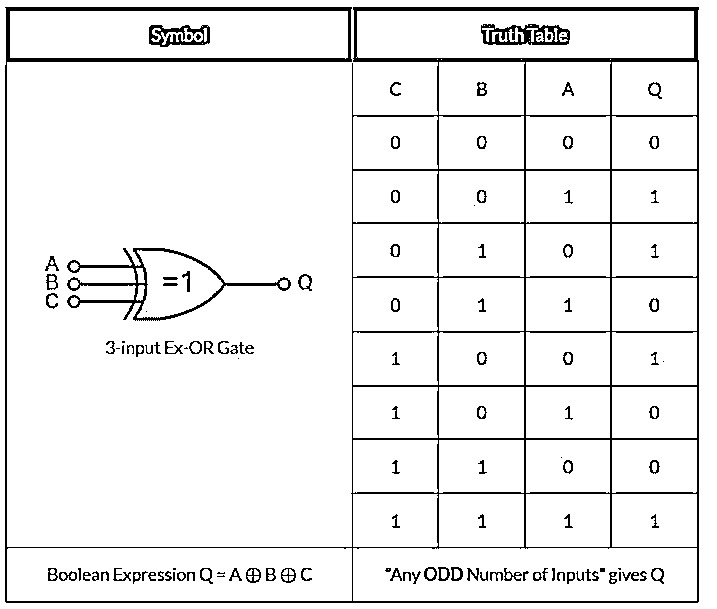 Symbol
Truth Table
C B A Q
0 0 0 0
0 0 1 1
0 1 0 1
0 1 1 0
1 0 0 1
1 0 1 0
1 1 0 0
1 1 1 1
A
B
C
=1
Q
3-input Ex-OR Gate
Boolean Expression Q = A ⊕ B ⊕ C
"Any ODD Number of Inputs" gives Q